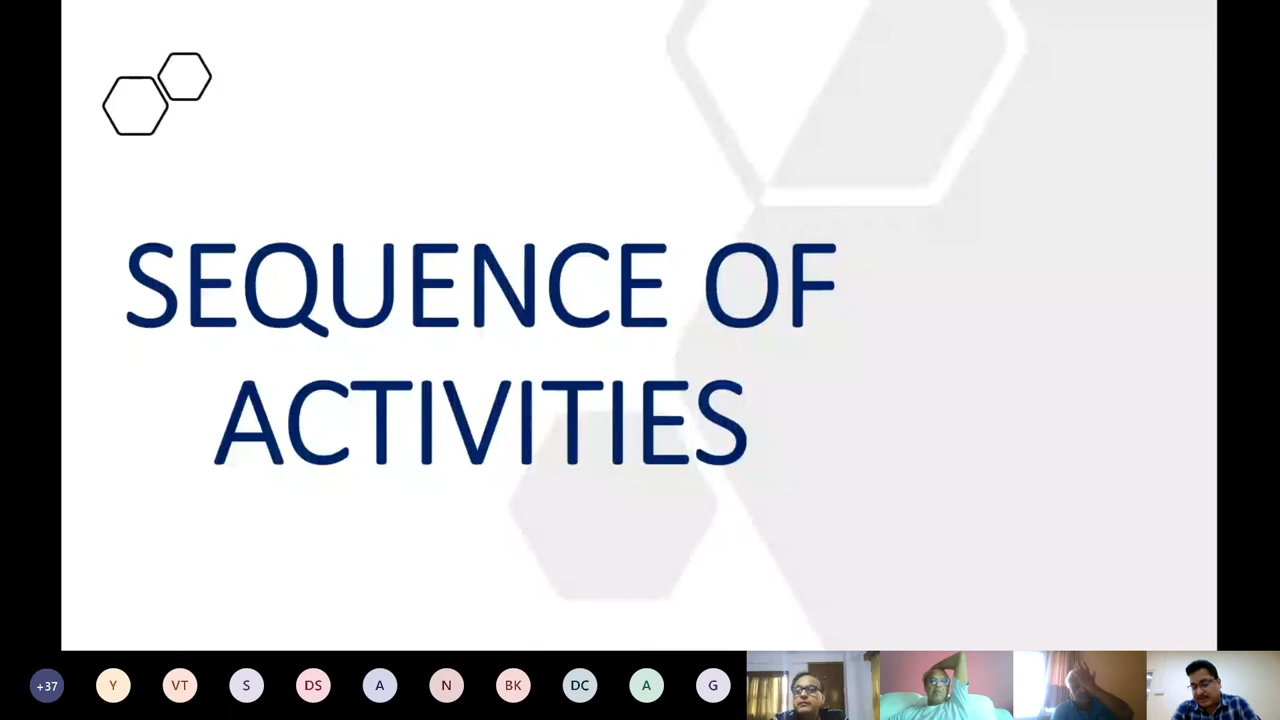 SEQUENCE OF
ACTIVITIES
+37 Y VT S DS A N BK DC A G